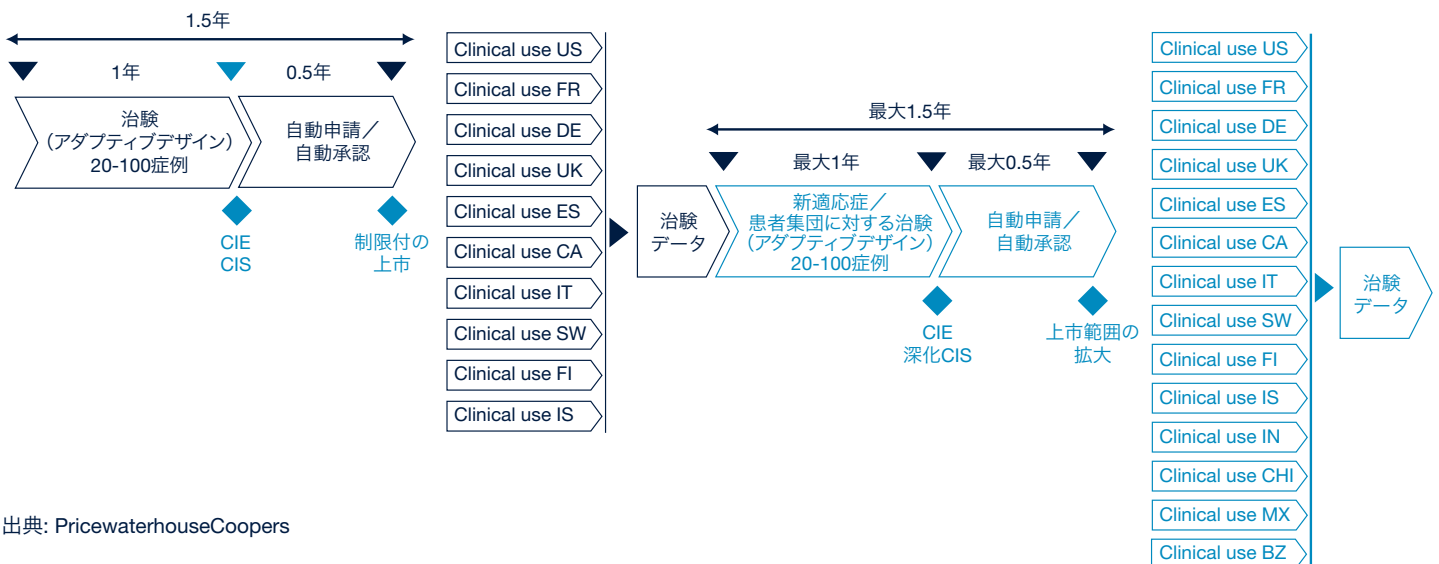 1.5年
1年
0.5年
治験
（アダプティブデザイン）
20-100症例
自動申請／
自動承認
CIE
CIS
制限付の
上市
Clinical use US
Clinical use FR
Clinical use DE
Clinical use UK
Clinical use ES
Clinical use CA
Clinical use IT
Clinical use SW
Clinical use FI
Clinical use IS
治験
データ
最大1.5年
最大1年
最大0.5年
新適応症／
患者集団に対する治験
（アダプティブデザイン）
20-100症例
自動申請／
自動承認
CIE
深化CIS
上市範囲の
拡大
Clinical use US
Clinical use FR
Clinical use DE
Clinical use UK
Clinical use ES
Clinical use CA
Clinical use IT
Clinical use SW
Clinical use FI
Clinical use IS
Clinical use IN
Clinical use CHI
Clinical use MX
Clinical use BZ
治験
データ
出典: PricewaterhouseCoopers